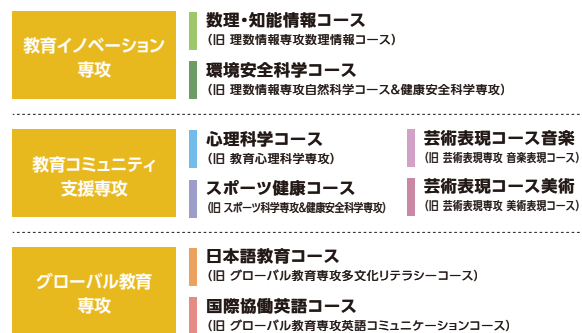 教育イノベーション
専攻
数理・知能情報コース
（旧 理数情報専攻数理情報コース）
環境安全科学コース
（旧 理数情報専攻自然科学コース&健康安全科学専攻）
教育コミュニティ
支援専攻
心理科学コース
（旧 教育心理科学専攻）
スポーツ健康コース
（旧 スポーツ科学専攻&健康安全科学専攻）
芸術表現コース音楽
（旧 芸術表現専攻 音楽表現コース）
芸術表現コース美術
（旧 芸術表現専攻 美術表現コース）
グローバル教育
専攻
日本語教育コース
（旧 グローバル教育専攻多文化リテラシーコース）
国際協働英語コース
（旧 グローバル教育専攻英語コミュニケーションコース）